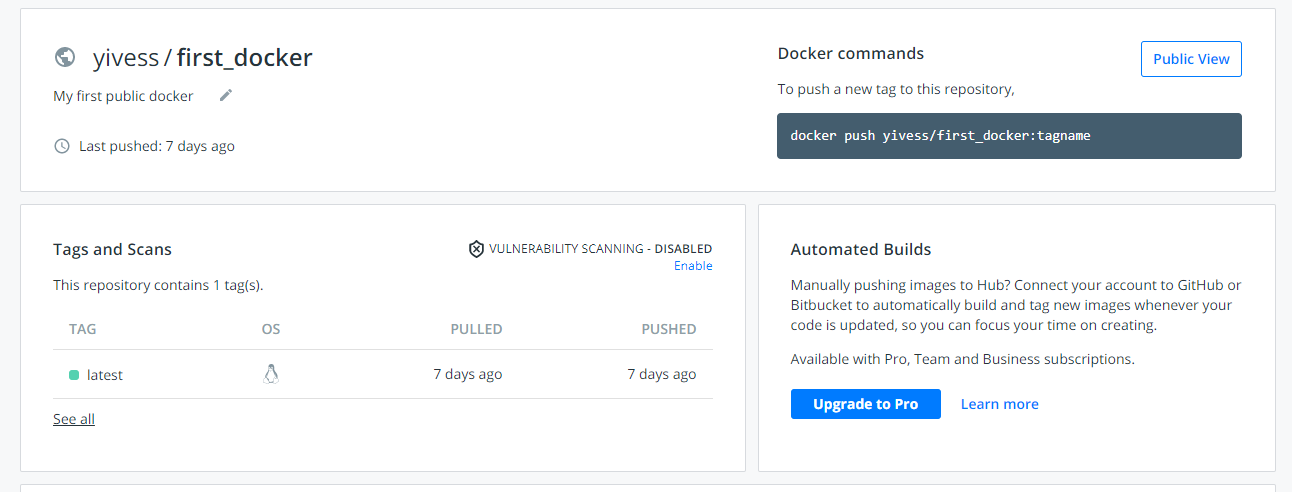 yivess / first_docker
My first public docker
Last pushed: 7 days ago
Docker commands
Public View
To push a new tag to this repository,
docker push yivess/first_docker:tagname
Tags and Scans
VULNERABILITY SCANNING - DISABLED
Enable
This repository contains 1 tag(s).
TAG OS PULLED PUSHED
latest 7 days ago 7 days ago
See all
Automated Builds
Manually pushing images to Hub? Connect your account to GitHub or
Bitbucket to automatically build and tag new images whenever your
code is updated, so you can focus your time on creating.
Available with Pro, Team and Business subscriptions.
Upgrade to Pro Learn more